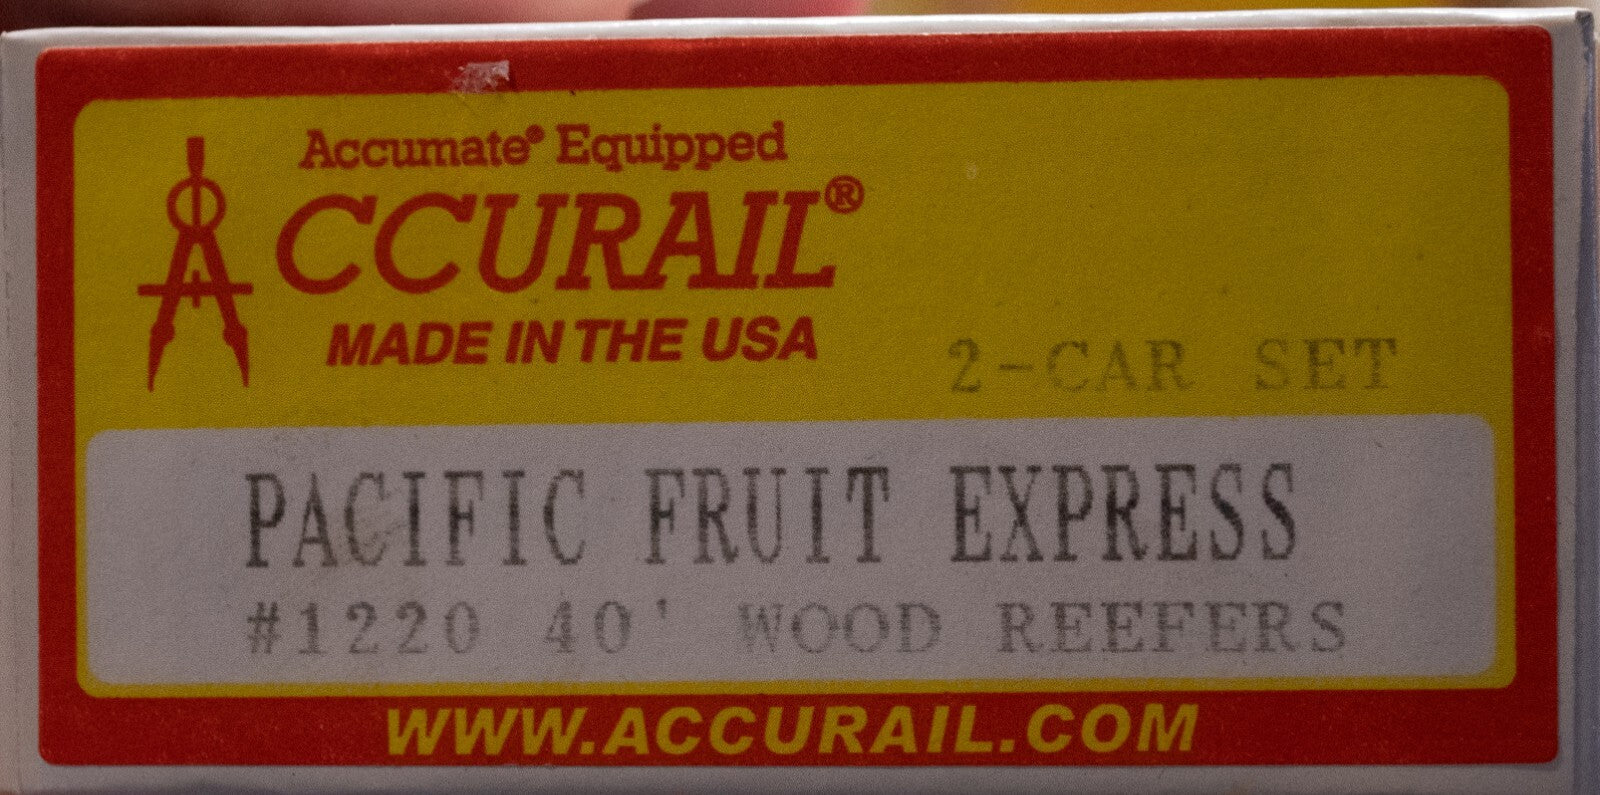 Accumate® Equipped
ACCURAIL®
MADE IN THE USA
2-CAR SET
PACIFIC FRUIT EXPRESS
#1220 40' WOOD REEFERS
WWW.ACCURAIL.COM